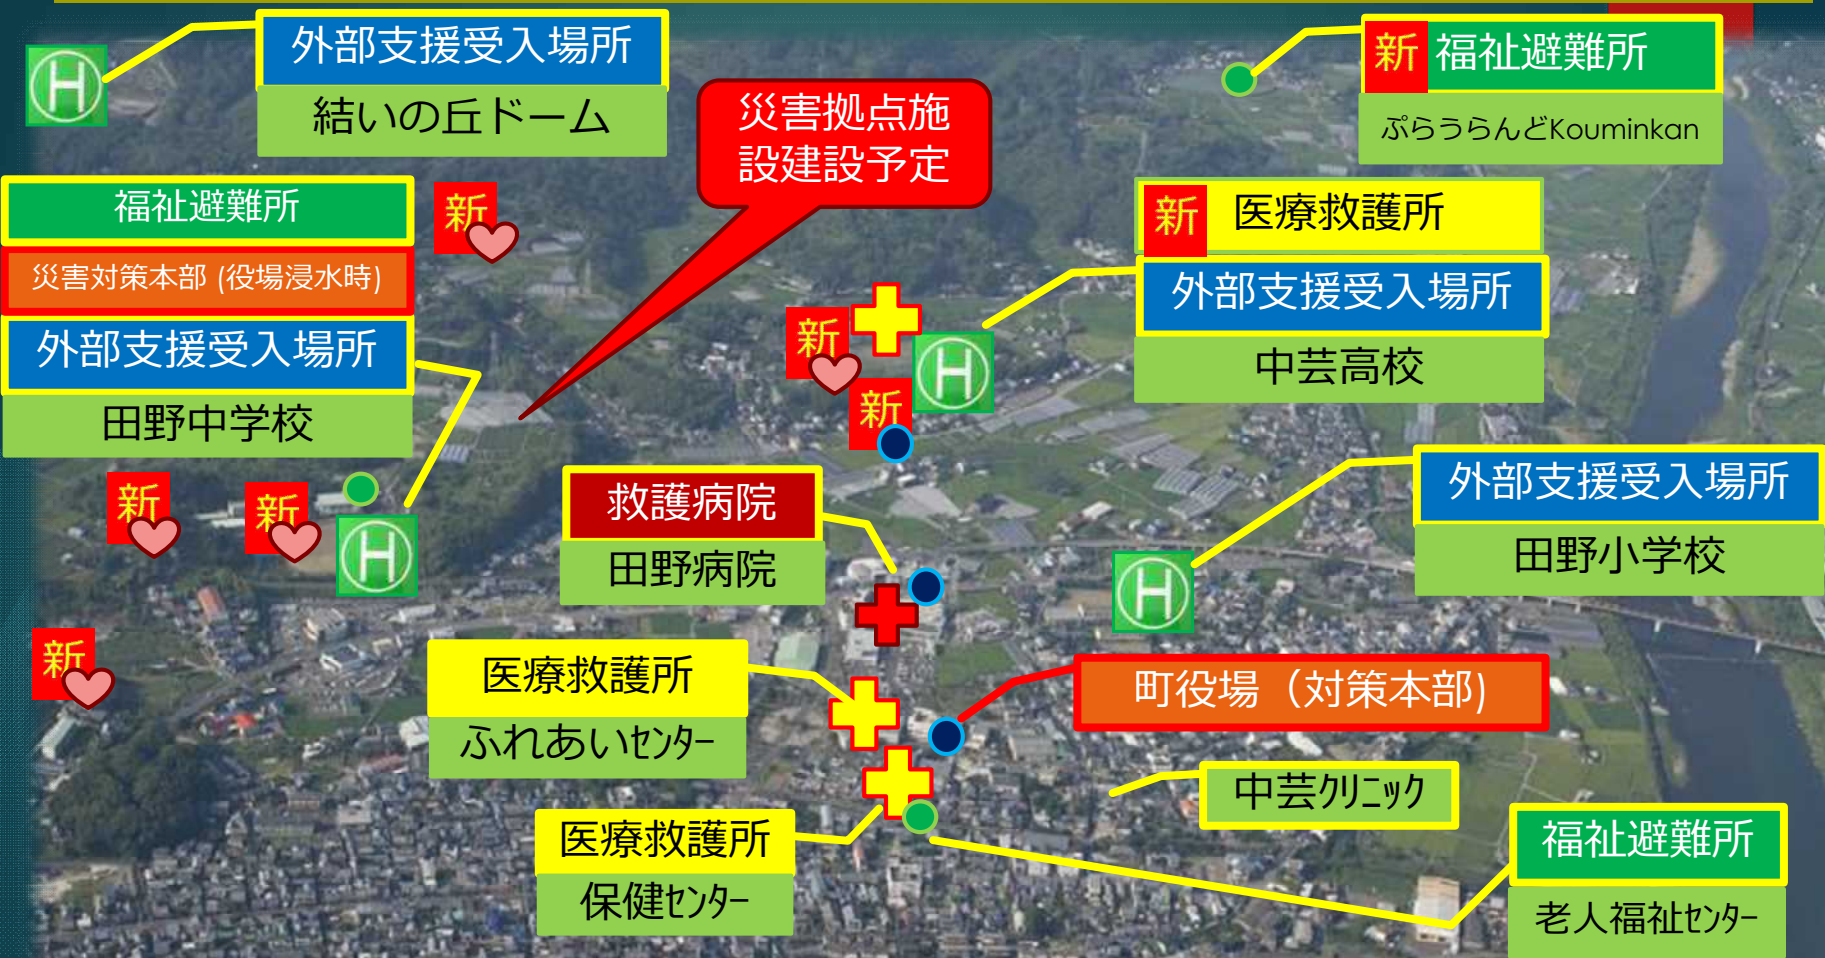 外部支援受入場所
結いの丘ドーム
新 福祉避難所
ぷらうらんどKouminkan
災害拠点施
設建設予定
福祉避難所
災害対策本部 (役場浸水時)
外部支援受入場所
田野中学校
新
新 医療救護所
外部支援受入場所
中芸高校
H
新
H
新
救護病院
田野病院
外部支援受入場所
田野小学校
新
新
H
H
新
医療救護所
ふれあいセンター
町役場（対策本部)
中芸クリニック
医療救護所
保健センター
福祉避難所
老人福祉センター